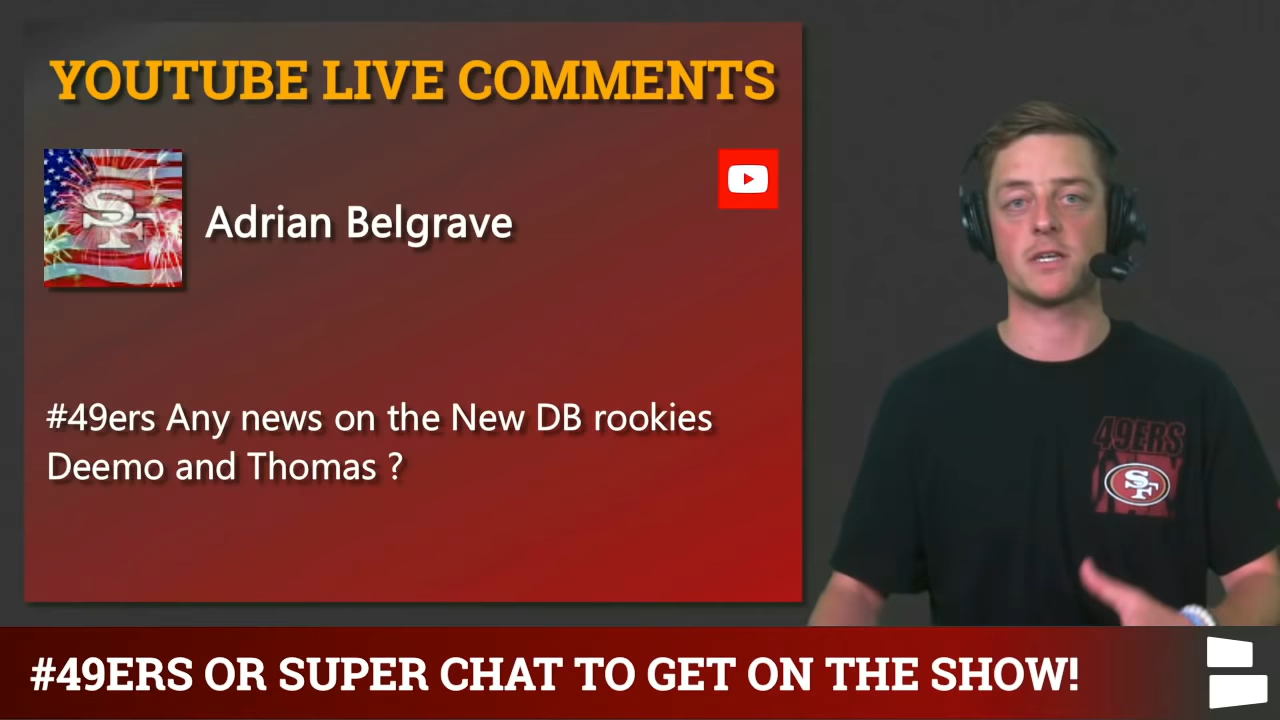 YOUTUBE LIVE COMMENTS
SF
Adrian Belgrave
#49ers Any news on the New DB rookies
Deemo and Thomas ?
49ERS
SF
#49ERS OR SUPER CHAT TO GET ON THE SHOW!